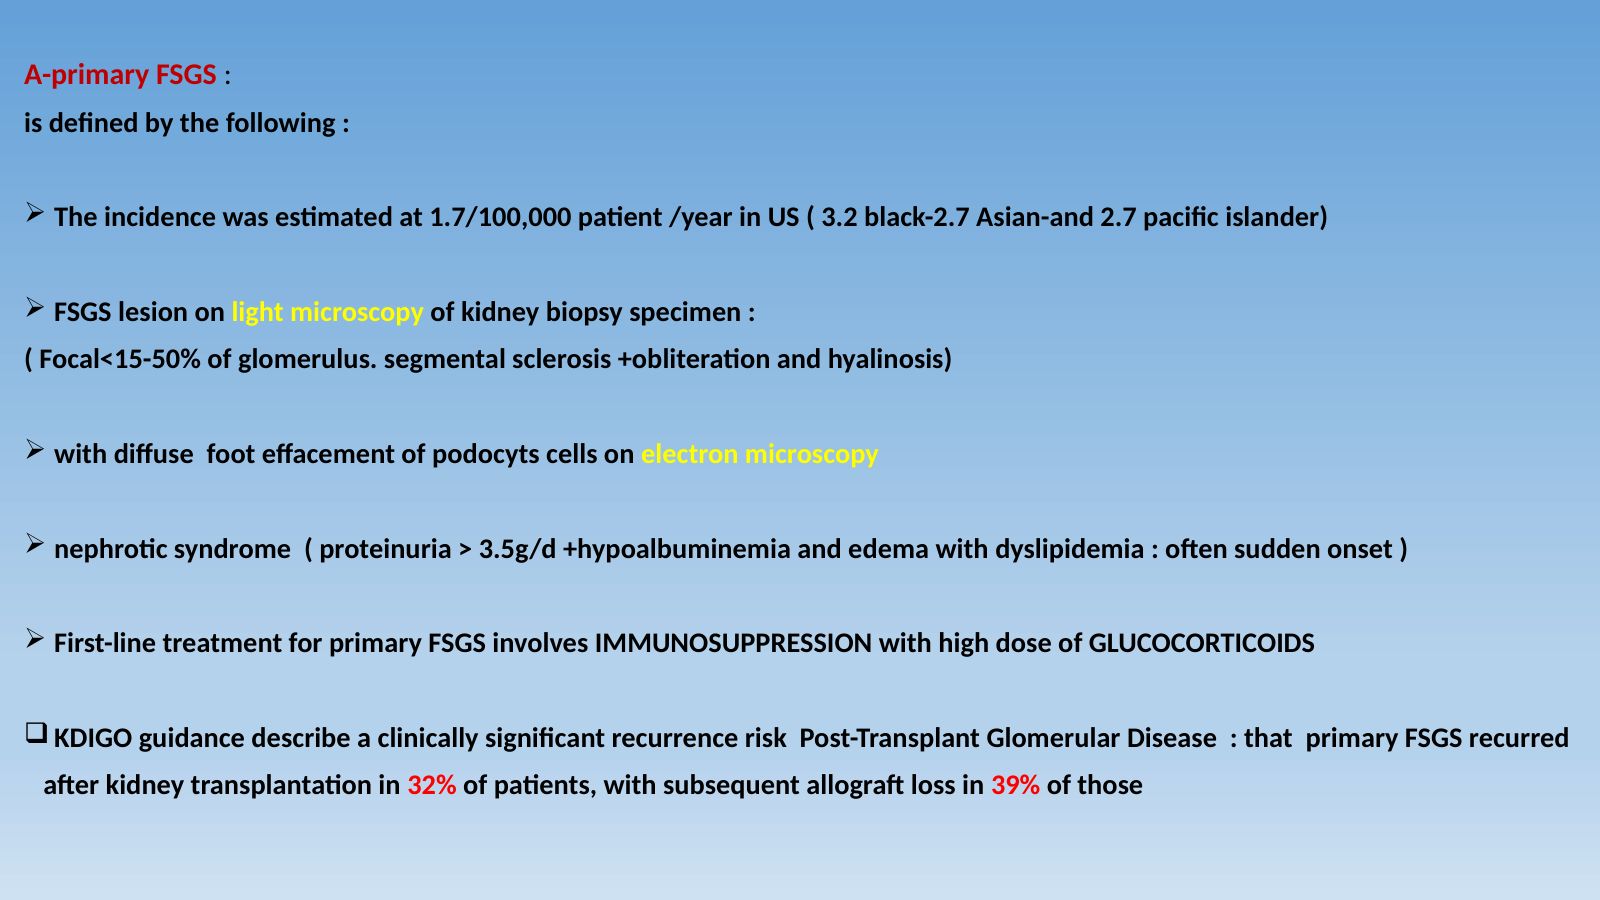 A-primary FSGS :
is defined by the following :
➢ The incidence was estimated at 1.7/100,000 patient /year in US ( 3.2 black-2.7 Asian-and 2.7 pacific islander)
➢ FSGS lesion on light microscopy of kidney biopsy specimen :
( Focal<15-50% of glomerulus. segmental sclerosis +obliteration and hyalinosis)
➢ with diffuse  foot effacement of podocyts cells on electron microscopy
➢ nephrotic syndrome  ( proteinuria > 3.5g/d +hypoalbuminemia and edema with dyslipidemia : often sudden onset )
➢ First-line treatment for primary FSGS involves IMMUNOSUPPRESSION with high dose of GLUCOCORTICOIDS
❑ KDIGO guidance describe a clinically significant recurrence risk  Post-Transplant Glomerular Disease  : that  primary FSGS recurred
after kidney transplantation in 32% of patients, with subsequent allograft loss in 39% of those